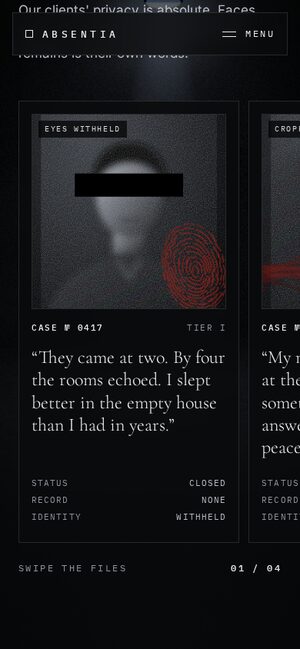 Our clients' privacy is absolute. Faces
ABSENTIA
MENU
remains is their own words.
EYES WITHHELD
CASE № 0417
TIER I
“They came at two. By four
the rooms echoed. I slept
better in the empty house
than I had in years.”
STATUS CLOSED
RECORD NONE
IDENTITY WITHHELD
CROP
CASE №
“My
at the
peace
STATUS
RECORD
IDENTIT
SWIPE THE FILES
01 / 04